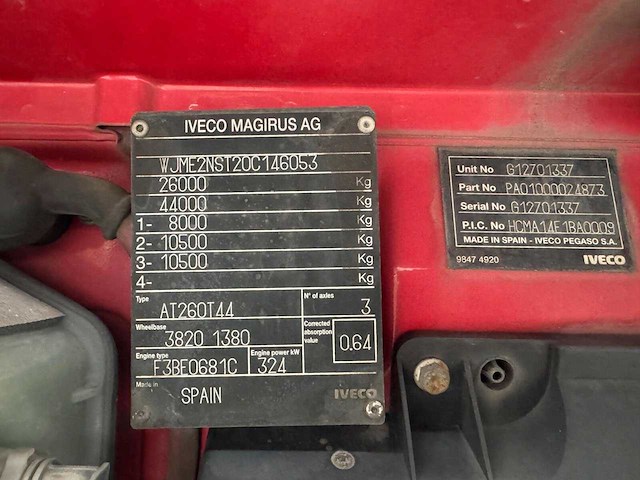 IVECO MAGIRUS AG
WJME2NST20C146053
26000 Kg
44000 Kg
1- 8000 Kg
2- 10500 Kg
3- 10500 Kg
4- Kg
Type AT260T44 N° of axles 3
Wheelbase 3820 1380 Corrected absorption value 0.64
Engine type F3BE0681C Engine power kW 324
Made in SPAIN IVECO
Unit No G12701337
Part No PA01000024873
Serial No G12701337
P.I.C. No HCMA14E1BA0009
MADE IN SPAIN - IVECO PEGASO S.A.
9847 4920 IVECO